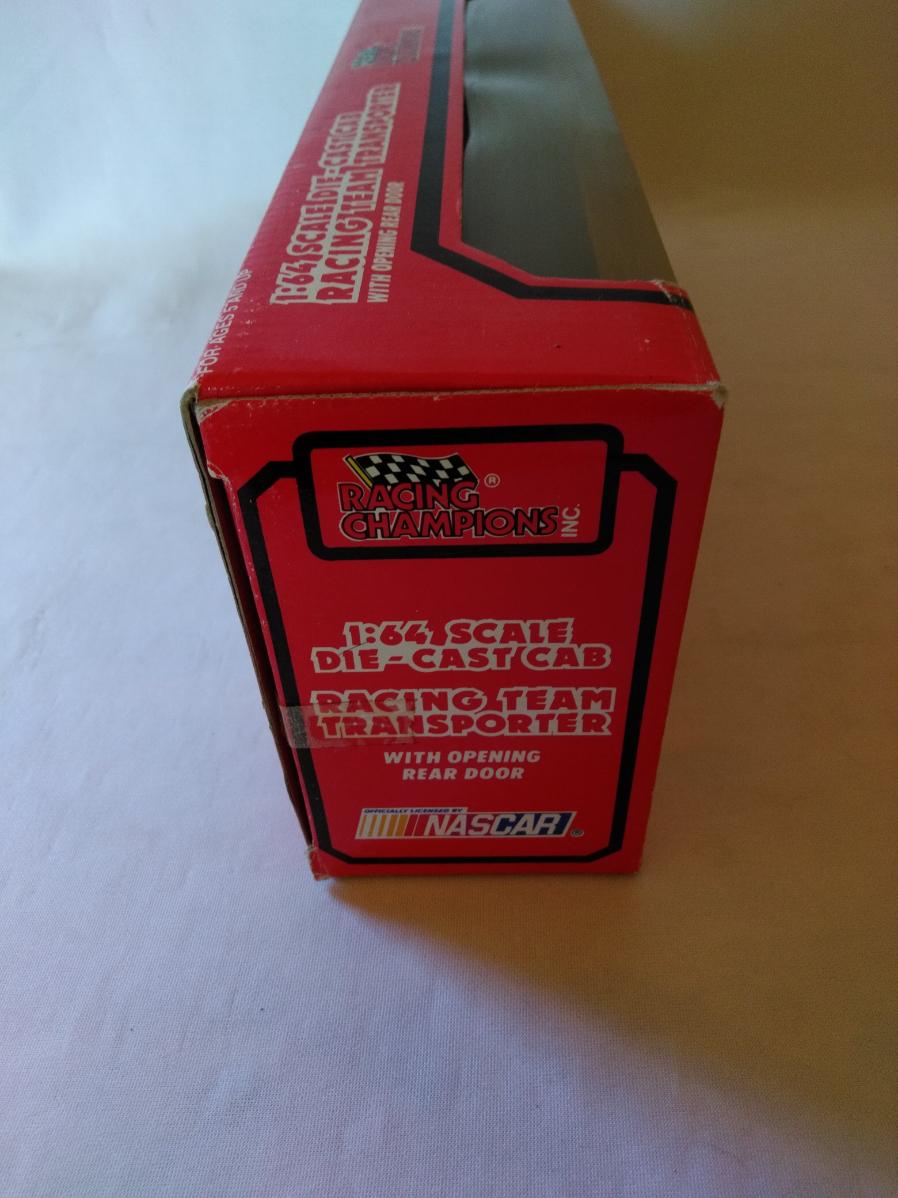 1:64 SCALE DIE-CAST CAB
RACING TEAM TRANSPORTER
WITH OPENING REAR DOOR
FOR AGES 5 AND UP
RACING ®
CHAMPIONS INC.
1:64 SCALE
DIE-CAST CAB
RACING TEAM
TRANSPORTER
WITH OPENING
REAR DOOR
OFFICIALLY LICENSED BY
NASCAR ®